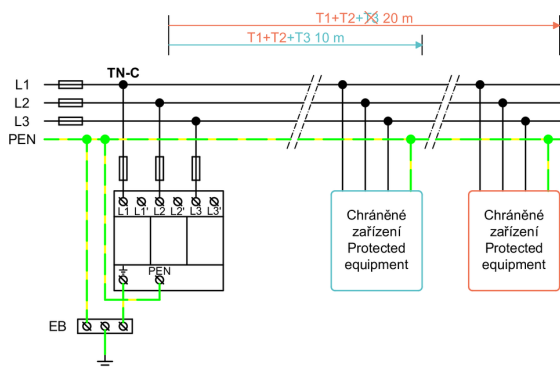 T1+T2+T3 20 m
T1+T2+T3 10 m
TN-C
L1
L2
L3
PEN
L1 L1' L2 L2' L3 L3'
PEN
Chráněné
zařízení
Protected
equipment
Chráněné
zařízení
Protected
equipment
EB